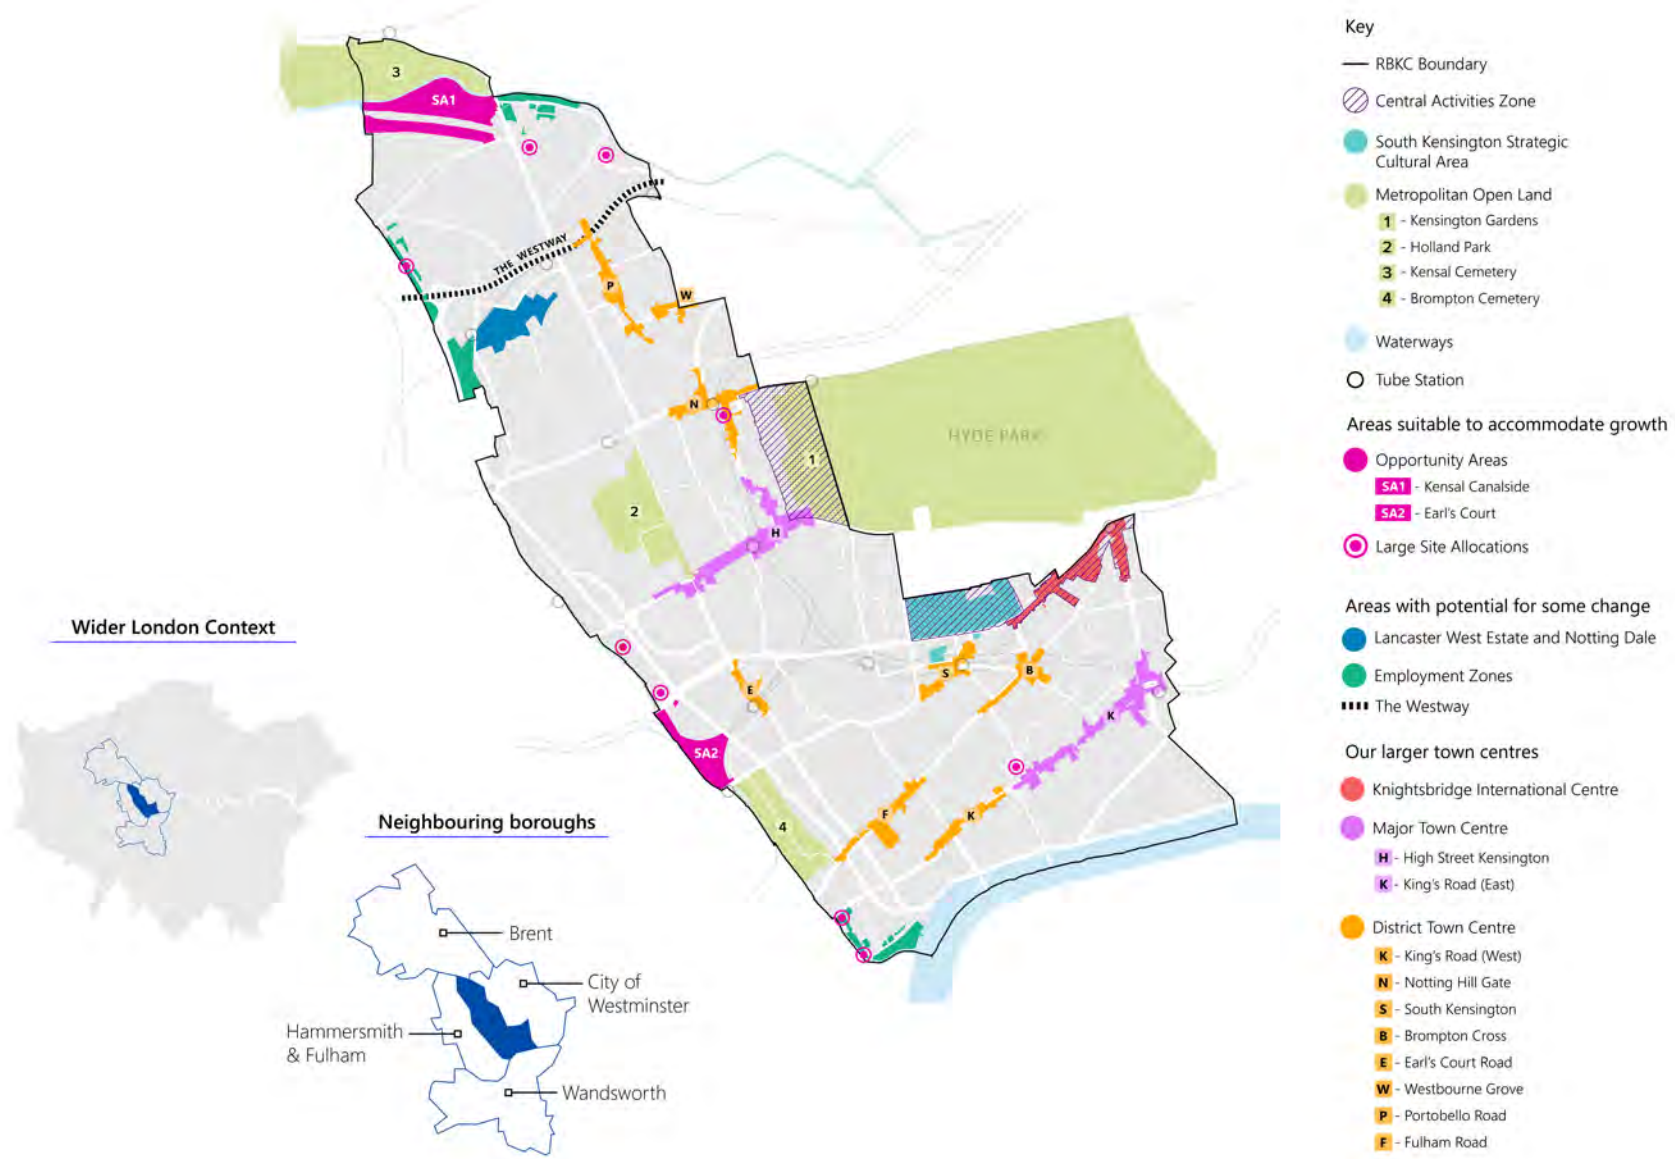 3
SA1
THE WESTWAY
P
W
N
1
HYDE PARK
2
H
E
S
B
K
SA2
F
K
4
Wider London Context
Neighbouring boroughs
Brent
City of
Westminster
Hammersmith
& Fulham
Wandsworth
Key
RBKC Boundary
Central Activities Zone
South Kensington Strategic
Cultural Area
Metropolitan Open Land
1 - Kensington Gardens
2 - Holland Park
3 - Kensal Cemetery
4 - Brompton Cemetery
Waterways
Tube Station
Areas suitable to accommodate growth
Opportunity Areas
SA1 - Kensal Canalside
SA2 - Earl's Court
Large Site Allocations
Areas with potential for some change
Lancaster West Estate and Notting Dale
Employment Zones
The Westway
Our larger town centres
Knightsbridge International Centre
Major Town Centre
H - High Street Kensington
K - King's Road (East)
District Town Centre
K - King's Road (West)
N - Notting Hill Gate
S - South Kensington
B - Brompton Cross
E - Earl's Court Road
W - Westbourne Grove
P - Portobello Road
F - Fulham Road